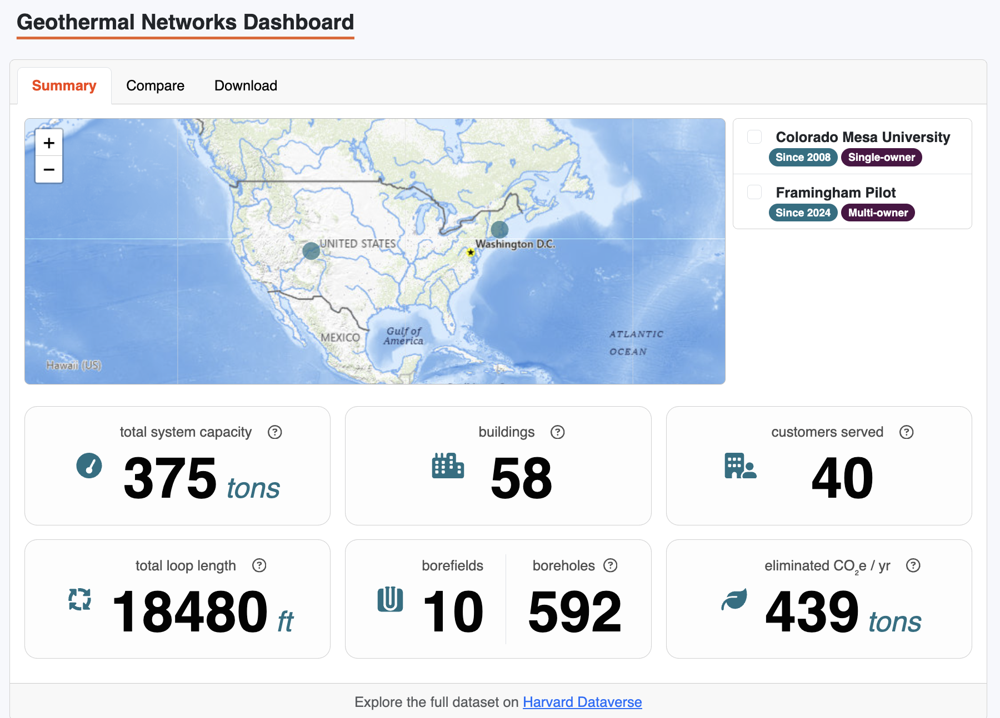 Geothermal Networks Dashboard
Summary
Compare
Download
+
−
UNITED STATES
Washington D.C.
MEXICO
Gulf of
America
ATLANTIC
OCEAN
Hawaii (US)
Colorado Mesa University
Since 2008 Single-owner
Framingham Pilot
Since 2024 Multi-owner
total system capacity ?
375 tons
buildings ?
58
customers served ?
40
total loop length ?
18480 ft
borefields
10
boreholes ?
592
eliminated CO₂e / yr ?
439 tons
Explore the full dataset on Harvard Dataverse